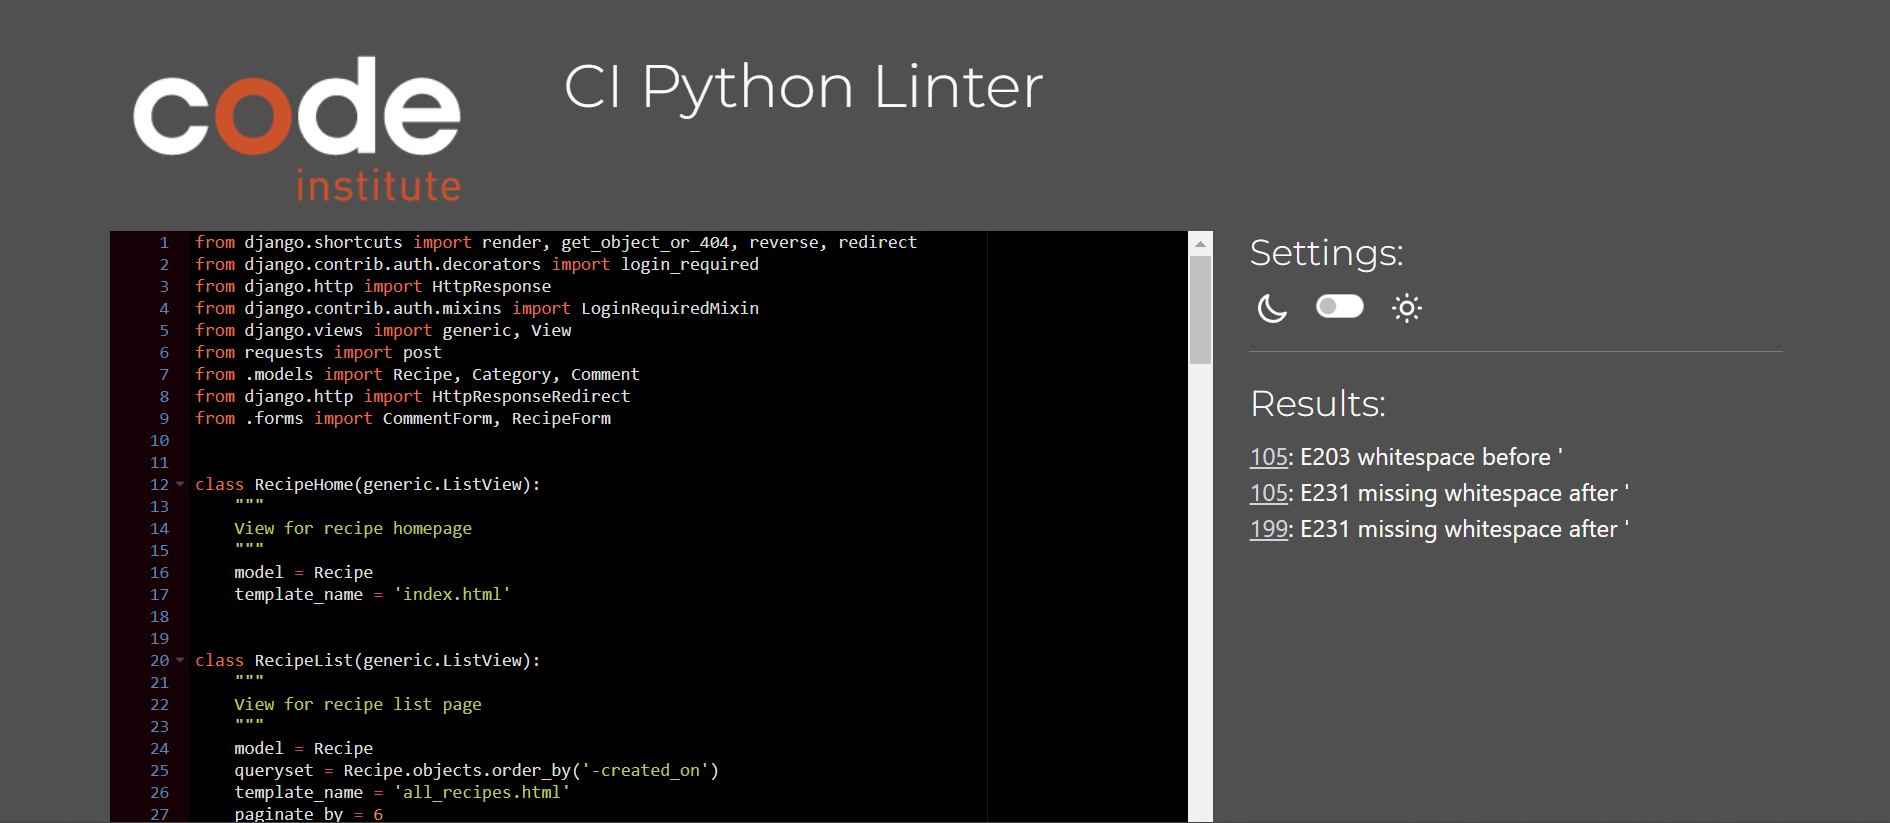 code
institute
CI Python Linter
1 from django.shortcuts import render, get_object_or_404, reverse, redirect
2 from django.contrib.auth.decorators import login_required
3 from django.http import HttpResponse
4 from django.contrib.auth.mixins import LoginRequiredMixin
5 from django.views import generic, View
6 from requests import post
7 from .models import Recipe, Category, Comment
8 from django.http import HttpResponseRedirect
9 from .forms import CommentForm, RecipeForm
10
11
12 class RecipeHome(generic.ListView):
13 """
14 View for recipe homepage
15 """
16 model = Recipe
17 template_name = 'index.html'
18
19
20 class RecipeList(generic.ListView):
21 """
22 View for recipe list page
23 """
24 model = Recipe
25 queryset = Recipe.objects.order_by('-created_on')
26 template_name = 'all_recipes.html'
27 paginate_by = 6
Settings:
Results:
105: E203 whitespace before '
105: E231 missing whitespace after '
199: E231 missing whitespace after '